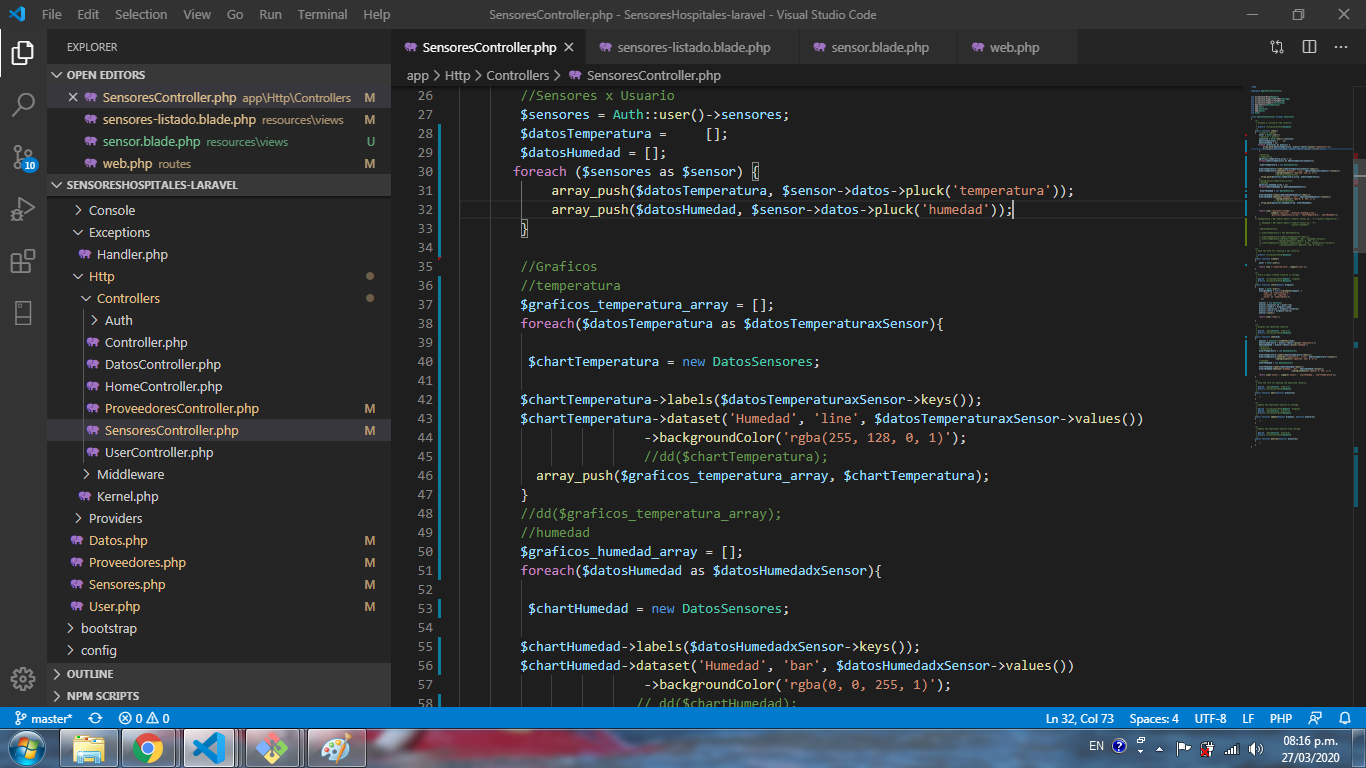 File Edit Selection View Go Run Terminal Help SensoresController.php - SensoresHospitales-laravel - Visual Studio Code
EXPLORER
OPEN EDITORS
SensoresController.php app\Http\Controllers M
sensores-listado.blade.php resources\views M
sensor.blade.php resources\views U
web.php routes M
10
SENSORESHOSPITALES-LARAVEL
Console
Exceptions
Handler.php
Http
Controllers
Auth
Controller.php
DatosController.php
HomeController.php
ProveedoresController.php M
SensoresController.php M
UserController.php
Middleware
Kernel.php
Providers
Datos.php M
Proveedores.php M
Sensores.php M
User.php M
bootstrap
config
OUTLINE
NPM SCRIPTS
SensoresController.php sensores-listado.blade.php sensor.blade.php web.php
app > Http > Controllers > SensoresController.php
26 //Sensores x Usuario
27 $sensores = Auth::user()->sensores;
28 $datosTemperatura =     [];
29 $datosHumedad = [];
30 foreach ($sensores as $sensor) {
31 array_push($datosTemperatura, $sensor->datos->pluck('temperatura'));
32 array_push($datosHumedad, $sensor->datos->pluck('humedad'));
33 }
34
35 //Graficos
36 //temperatura
37 $graficos_temperatura_array = [];
38 foreach($datosTemperatura as $datosTemperaturaxSensor){
39
40 $chartTemperatura = new DatosSensores;
41
42 $chartTemperatura->labels($datosTemperaturaxSensor->keys());
43 $chartTemperatura->dataset('Humedad', 'line', $datosTemperaturaxSensor->values())
44 ->backgroundColor('rgba(255, 128, 0, 1)');
45 //dd($chartTemperatura);
46 array_push($graficos_temperatura_array, $chartTemperatura);
47 }
48 //dd($graficos_temperatura_array);
49 //humedad
50 $graficos_humedad_array = [];
51 foreach($datosHumedad as $datosHumedadxSensor){
52
53 $chartHumedad = new DatosSensores;
54
55 $chartHumedad->labels($datosHumedadxSensor->keys());
56 $chartHumedad->dataset('Humedad', 'bar', $datosHumedadxSensor->values())
57 ->backgroundColor('rgba(0, 0, 255, 1)');
58 // dd($chartHumedad);
master* 0 0 Ln 32, Col 73 Spaces: 4 UTF-8 LF PHP
EN 08:16 p.m.
27/03/2020